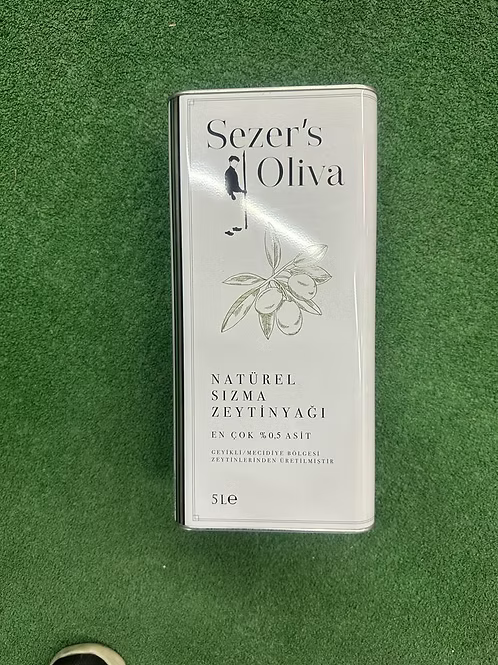 Sezer's
Oliva
NATÜREL
SIZMA
ZEYTİNYAĞI
EN ÇOK %0,5 ASİT
GEYİKLİ/MECİDİYE BÖLGESİ
ZEYTİNLERİNDEN ÜRETİLMİŞTİR
5L℮